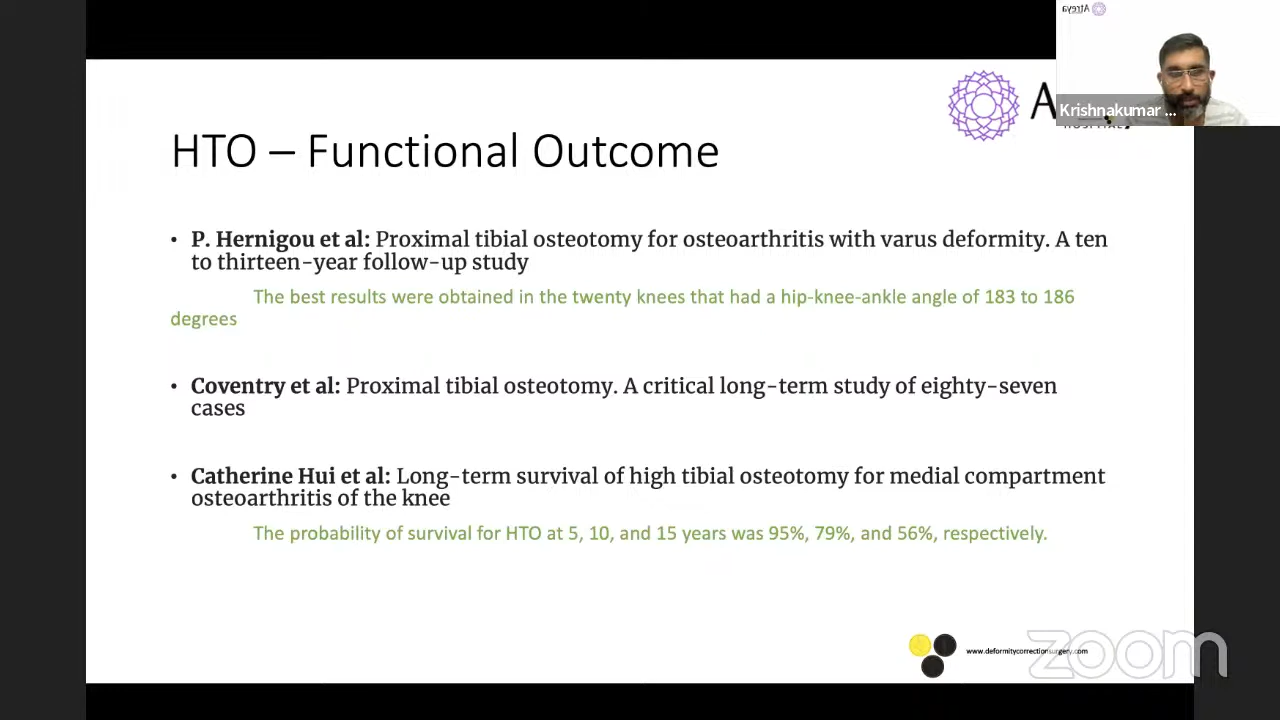 Atreya
Krishnakumar ...
HTO – Functional Outcome
• P. Hernigou et al: Proximal tibial osteotomy for osteoarthritis with varus deformity. A ten
to thirteen-year follow-up study
The best results were obtained in the twenty knees that had a hip-knee-ankle angle of 183 to 186
degrees
• Coventry et al: Proximal tibial osteotomy. A critical long-term study of eighty-seven
cases
• Catherine Hui et al: Long-term survival of high tibial osteotomy for medial compartment
osteoarthritis of the knee
The probability of survival for HTO at 5, 10, and 15 years was 95%, 79%, and 56%, respectively.
www.deformitycorrectionsurgery.com
zoom